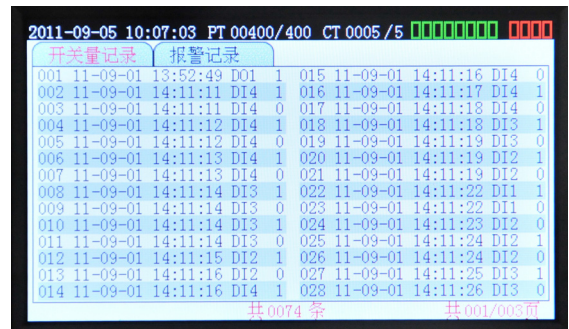 2011-09-05 10:07:03 PT 00400/400 CT 0005/5
开关量记录 报警记录
001 11-09-01 13:52:49 DO1 1 015 11-09-01 14:11:16 DI4 0
002 11-09-01 14:11:11 DI4 1 016 11-09-01 14:11:17 DI4 1
003 11-09-01 14:11:11 DI4 0 017 11-09-01 14:11:18 DI4 0
004 11-09-01 14:11:12 DI4 1 018 11-09-01 14:11:18 DI3 1
005 11-09-01 14:11:12 DI4 0 019 11-09-01 14:11:19 DI3 0
006 11-09-01 14:11:13 DI4 1 020 11-09-01 14:11:19 DI2 1
007 11-09-01 14:11:13 DI4 0 021 11-09-01 14:11:19 DI2 0
008 11-09-01 14:11:14 DI3 1 022 11-09-01 14:11:22 DI1 1
009 11-09-01 14:11:14 DI3 0 023 11-09-01 14:11:22 DI1 0
010 11-09-01 14:11:14 DI3 1 024 11-09-01 14:11:23 DI2 0
011 11-09-01 14:11:14 DI3 0 025 11-09-01 14:11:24 DI2 1
012 11-09-01 14:11:15 DI2 1 026 11-09-01 14:11:24 DI2 0
013 11-09-01 14:11:16 DI2 0 027 11-09-01 14:11:25 DI3 1
014 11-09-01 14:11:16 DI4 1 028 11-09-01 14:11:26 DI3 0
共0074 条 共001/003页